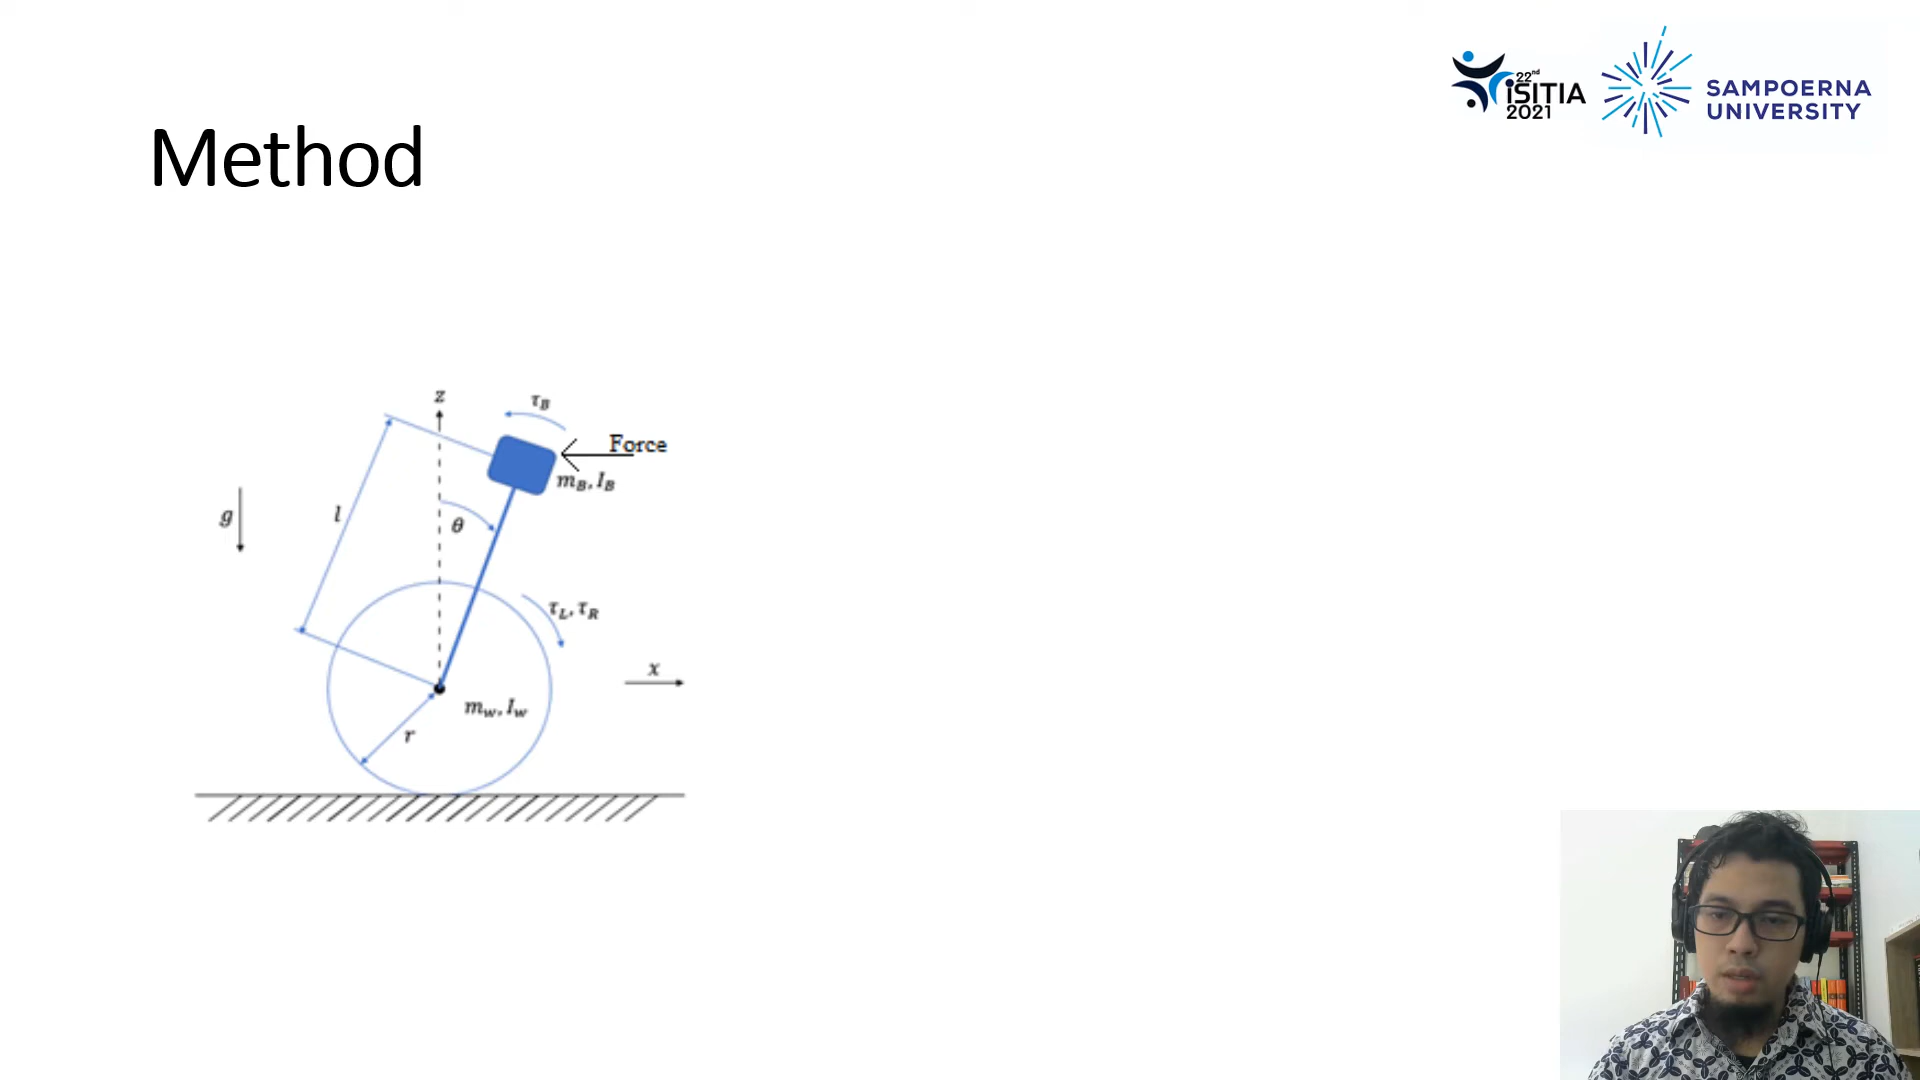 22nd
iSITIA
2021
SAMPOERNA
UNIVERSITY
Method
z
τB
Force
mB, IB
g
l
θ
τL, τR
x
mw, Iw
r